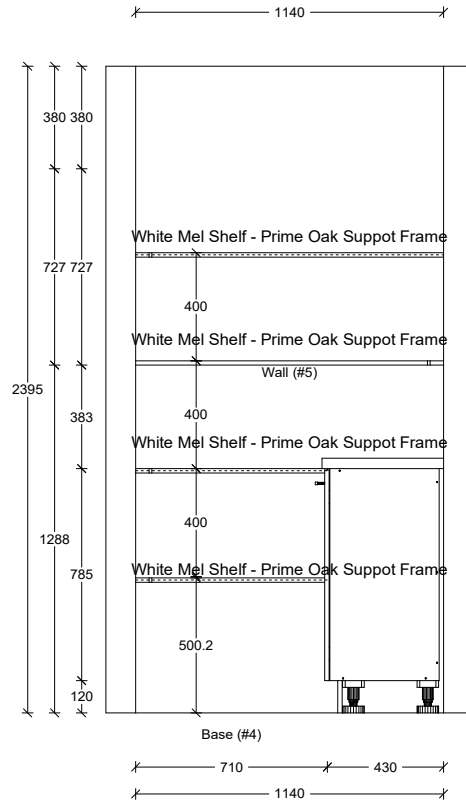 1140
380 380
White Mel Shelf - Prime Oak Suppot Frame
727 727
400
White Mel Shelf - Prime Oak Suppot Frame
Wall (#5)
2395
383
400
White Mel Shelf - Prime Oak Suppot Frame
400
1288
785
White Mel Shelf - Prime Oak Suppot Frame
500.2
120
Base (#4)
710 430
1140